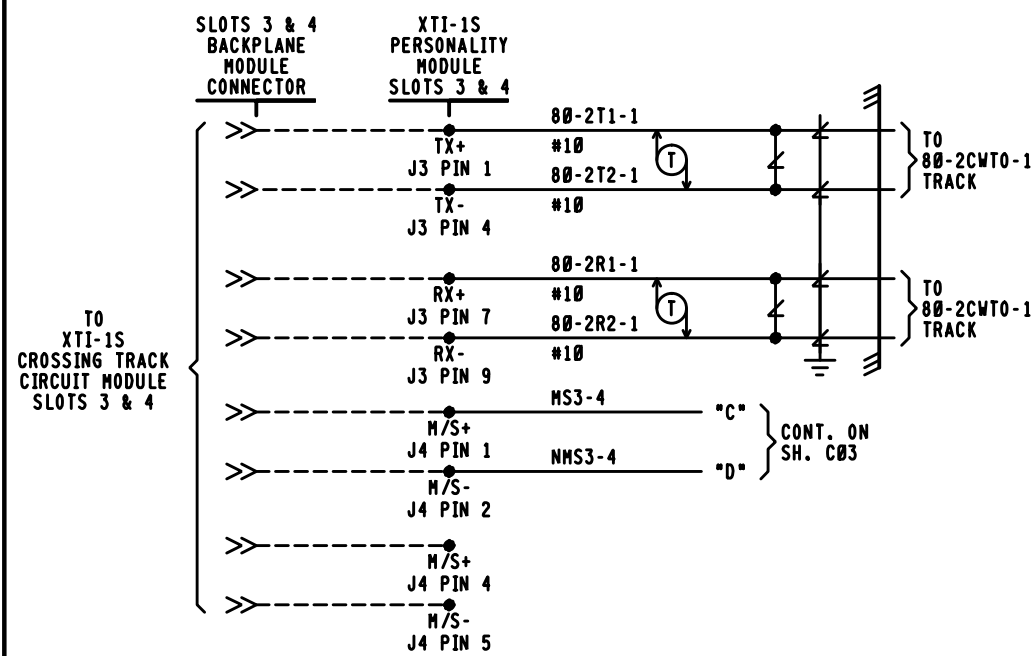 SLOTS 3 & 4
BACKPLANE
MODULE
CONNECTOR
XTI-1S
PERSONALITY
MODULE
SLOTS 3 & 4
80-2T1-1
#10
TX+
J3 PIN 1
T
80-2T2-1
#10
TX-
J3 PIN 4
TO
80-2CWTO-1
TRACK
80-2R1-1
#10
RX+
J3 PIN 7
T
80-2R2-1
#10
RX-
J3 PIN 9
TO
80-2CWTO-1
TRACK
TO
XTI-1S
CROSSING TRACK
CIRCUIT MODULE
SLOTS 3 & 4
MS3-4
"C"
M/S+
J4 PIN 1
NMS3-4
"D"
M/S-
J4 PIN 2
CONT. ON
SH. C03
M/S+
J4 PIN 4
M/S-
J4 PIN 5